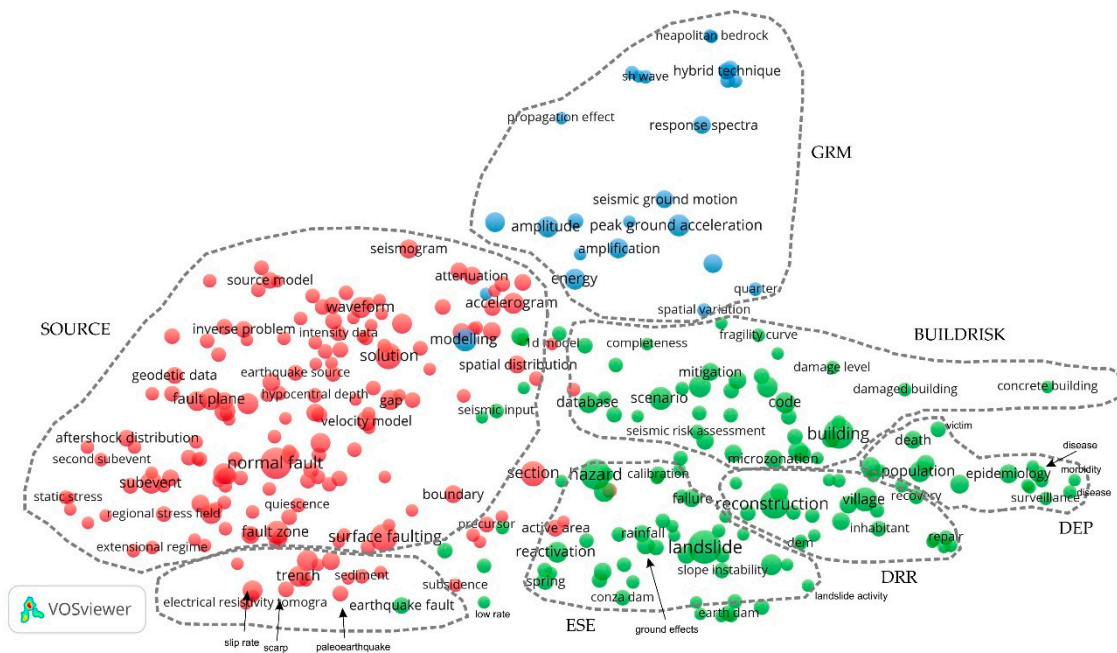 neapolitan bedrock
sh wave
hybrid technique
propagation effect
response spectra
GRM
seismic ground motion
amplitude
peak ground acceleration
amplification
seismogram
source model
attenuation
energy
quarter
spatial variation
waveform
accelerogram
SOURCE
inverse problem
intensity data
modelling
1d model
completeness
fragility curve
BUILDRISK
solution
spatial distribution
geodetic data
earthquake source
mitigation
damage level
fault plane
hypocentral depth
gap
seismic input
database
scenario
code
damaged building
concrete building
velocity model
aftershock distribution
seismic risk assessment
building
victim
death
second subevent
normal fault
microzonation
disease
subevent
section
hazard
calibration
population
epidemiology
morbidity
static stress
quiescence
boundary
failure
reconstruction
village
recovery
surveillance
disease
regional stress field
DEP
extensional regime
fault zone
surface faulting
precursor
active area
rainfall
inhabitant
repair
reactivation
landslide
dem
DRR
trench
sediment
subsidence
spring
slope instability
electrical resistivity tomogra
earthquake fault
low rate
conza dam
landslide activity
earth dam
ESE
ground effects
slip rate
scarp
paleoearthquake
VOSviewer